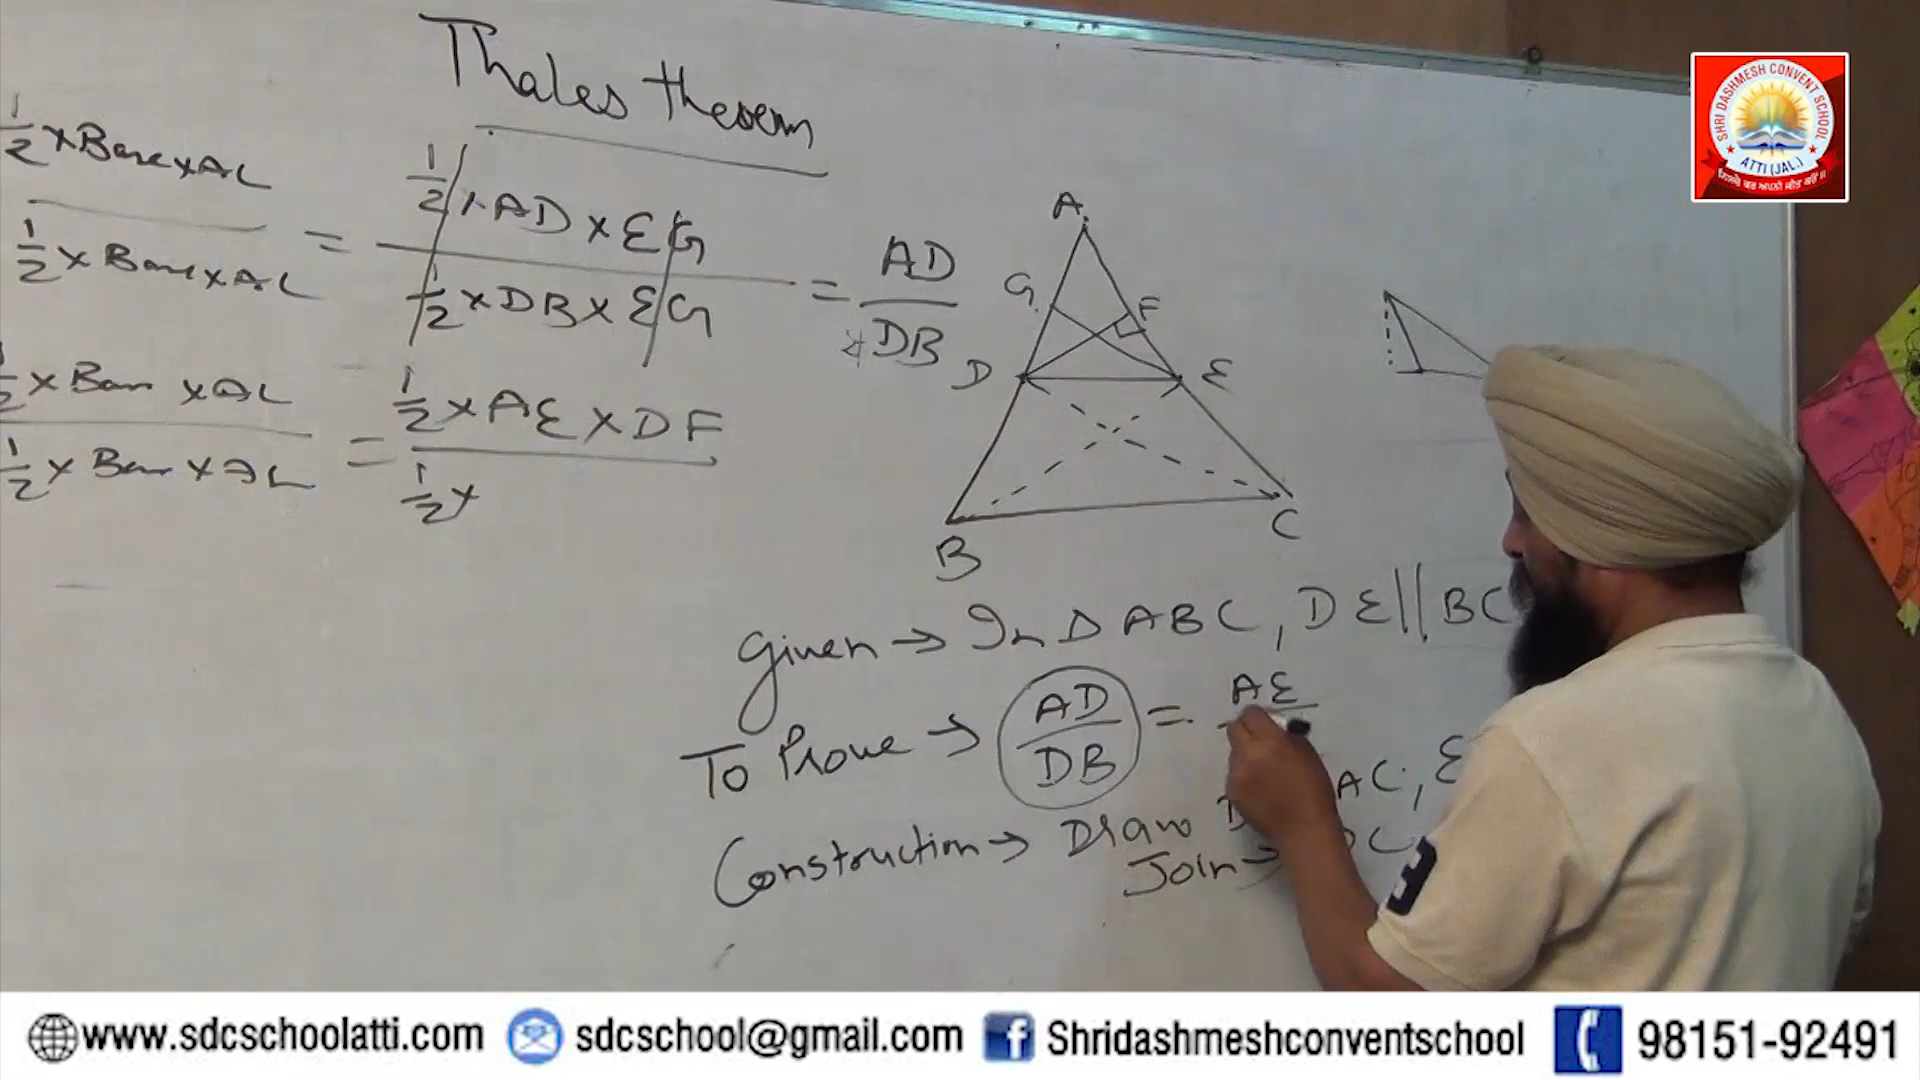 Thales theorem
1/2 × Base × AL / 1/2 × Base × AL = 1/2 × AD × EG / 1/2 × DB × EG = AD / DB
1/2 × Base × AL / 1/2 × Base × AL = 1/2 × AE × DF / 1/2 ×
A
G
F
D
E
B
C
Given → In Δ ABC, DE || BC
To Prove → AD / DB = AE
Construction → Draw AC, E
Join →
SHRI DASHMESH CONVENT SCHOOL
ATTI (JAL.)
www.sdcschoolatti.com sdcschool@gmail.com Shridashmeshconventschool 98151-92491